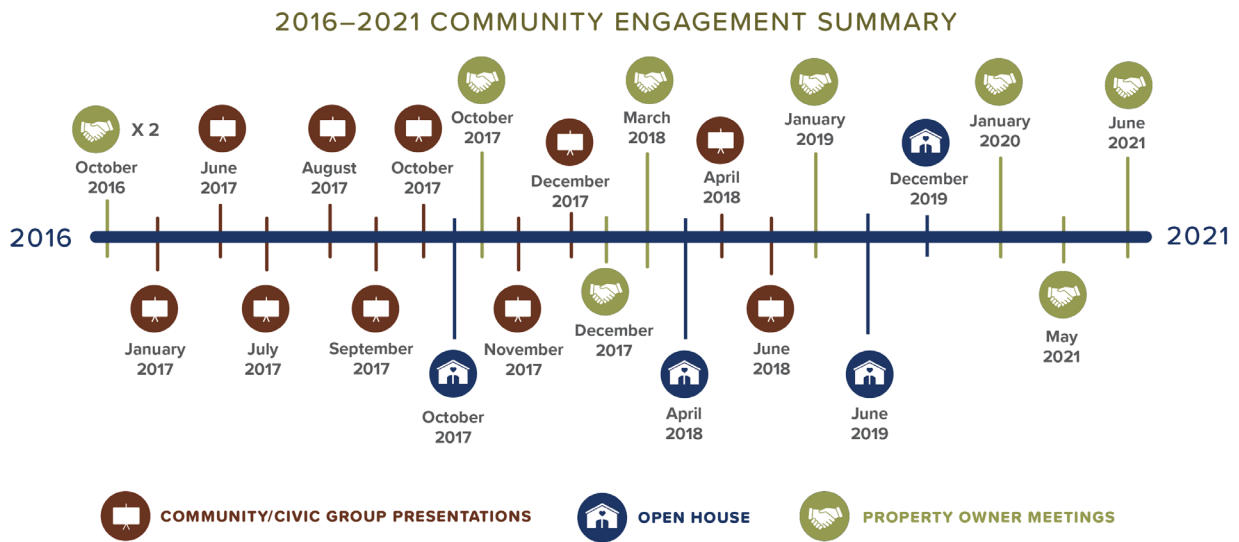 2016–2021 COMMUNITY ENGAGEMENT SUMMARY
X 2
October
2016
June
2017
August
2017
October
2017
October
2017
December
2017
March
2018
April
2018
January
2019
December
2019
January
2020
June
2021
2016
2021
January
2017
July
2017
September
2017
October
2017
November
2017
December
2017
April
2018
June
2018
June
2019
May
2021
COMMUNITY/CIVIC GROUP PRESENTATIONS
OPEN HOUSE
PROPERTY OWNER MEETINGS